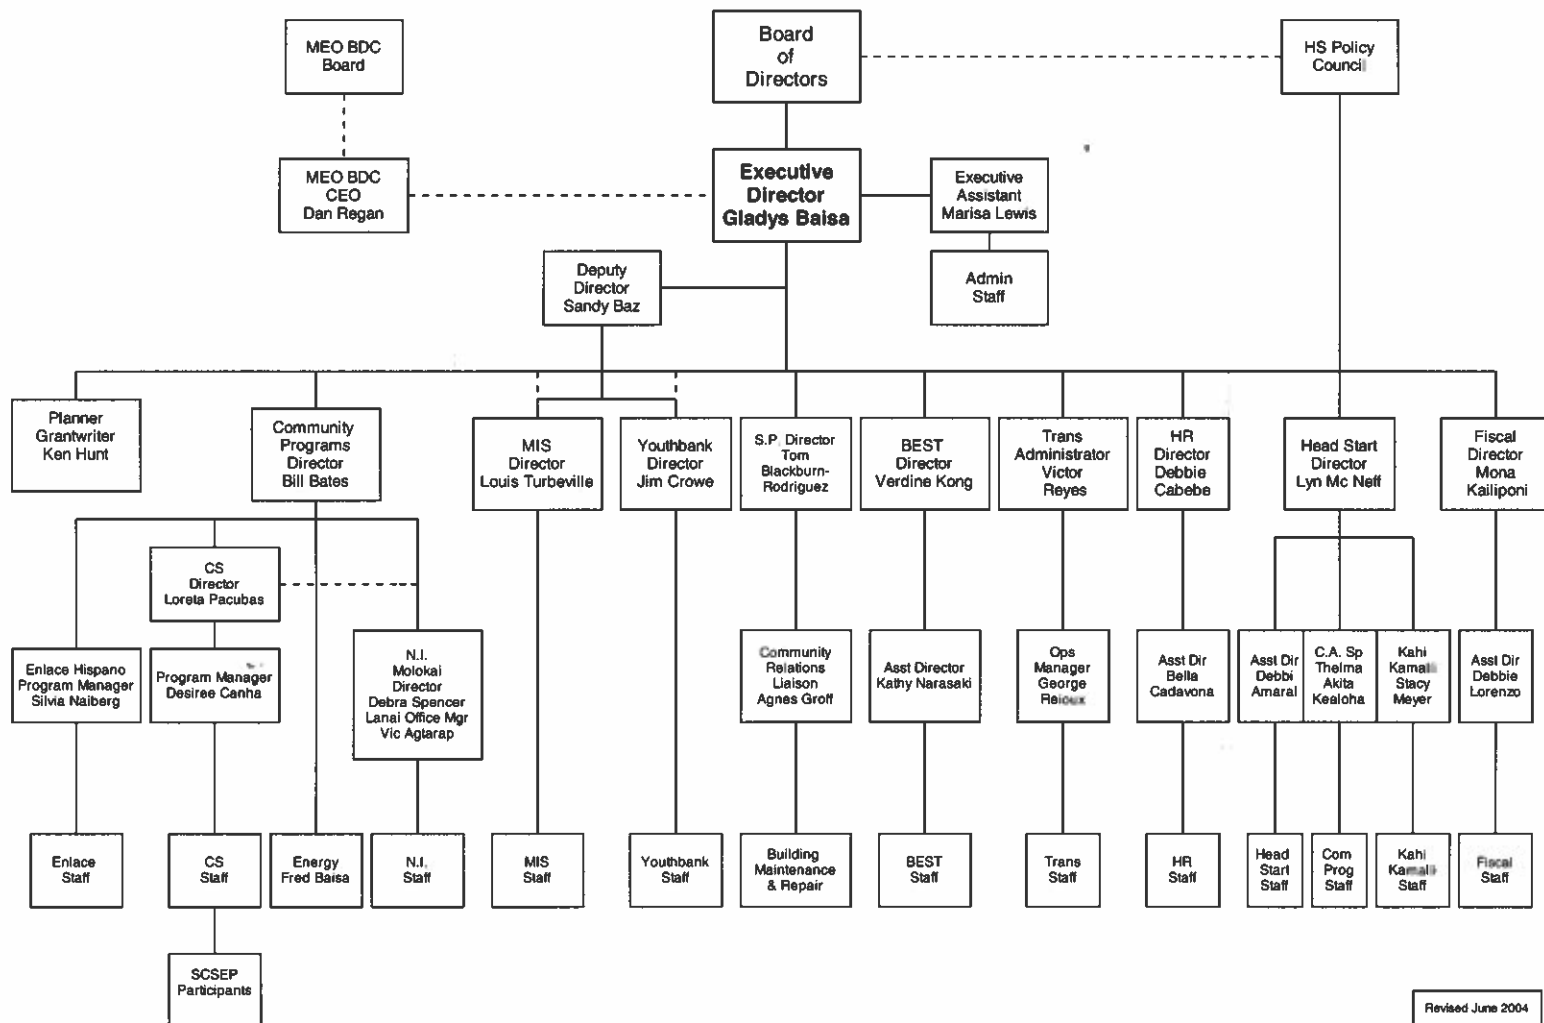 MEO BDC
Board
Board
of
Directors
HS Policy
Council
MEO BDC
CEO
Dan Regan
Executive
Director
Gladys Baisa
Executive
Assistant
Marisa Lewis
Deputy
Director
Sandy Baz
Admin
Staff
Planner
Grantwriter
Ken Hunt
Community
Programs
Director
Bill Bates
MIS
Director
Louis Turbeville
Youthbank
Director
Jim Crowe
S.P. Director
Tom
Blackburn-
Rodriguez
BEST
Director
Verdine Kong
Trans
Administrator
Victor
Reyes
HR
Director
Debbie
Cabebe
Head Start
Director
Lyn Mc Neff
Fiscal
Director
Mona
Kailiponi
CS
Director
Loreta Pacubas
Enlace Hispano
Program Manager
Silvia Naiberg
Program Manager
Desiree Canha
N.I.
Molokai
Director
Debra Spencer
Lanai Office Mgr
Vic Agtarap
Community
Relations
Liaison
Agnes Groff
Asst Director
Kathy Narasaki
Ops
Manager
George
Reioux
Asst Dir
Bella
Cadavona
Asst Dir
Debbi
Amaral
C.A. Sp
Thelma
Akita
Kealoha
Kahi
Kamalii
Stacy
Meyer
Asst Dir
Debbie
Lorenzo
Enlace
Staff
CS
Staff
Energy
Fred Baisa
N.I.
Staff
MIS
Staff
Youthbank
Staff
Building
Maintenance
& Repair
BEST
Staff
Trans
Staff
HR
Staff
Head
Start
Staff
Com
Prog
Staff
Kahi
Kamalii
Staff
Fiscal
Staff
SCSEP
Participants
Revised June 2004